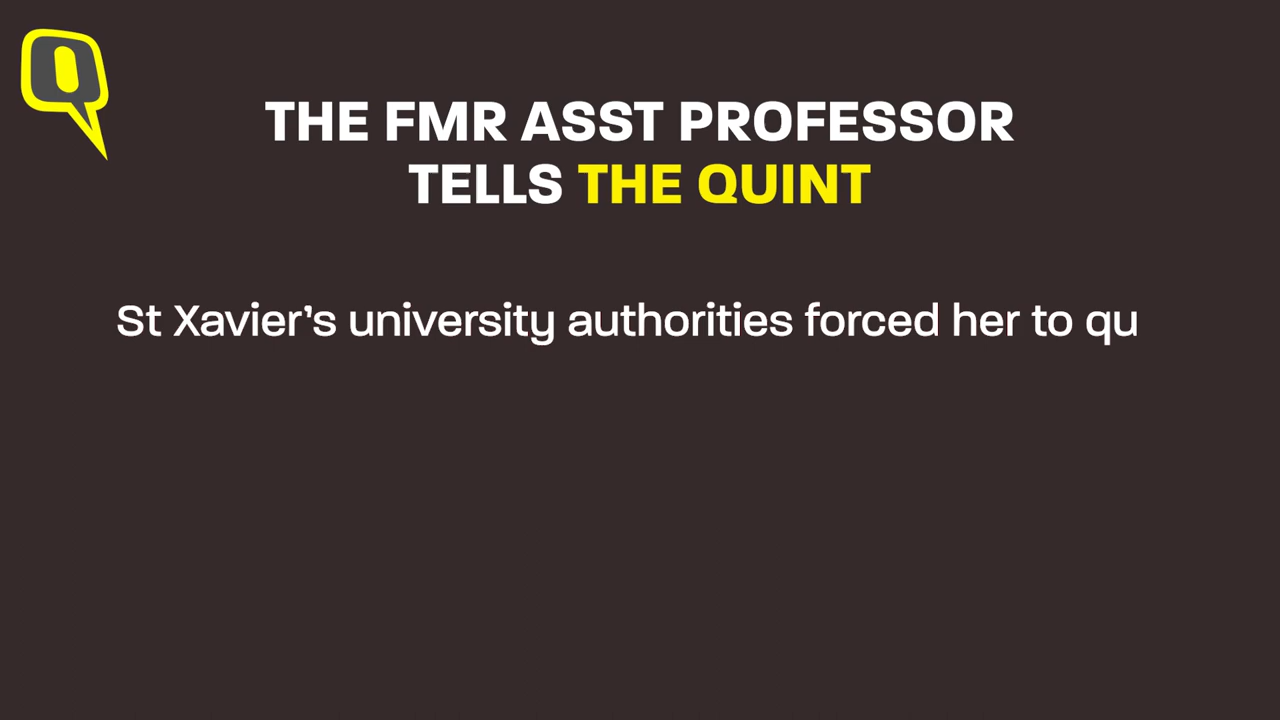 THE FMR ASST PROFESSOR
TELLS THE QUINT
St Xavier's university authorities forced her to qu